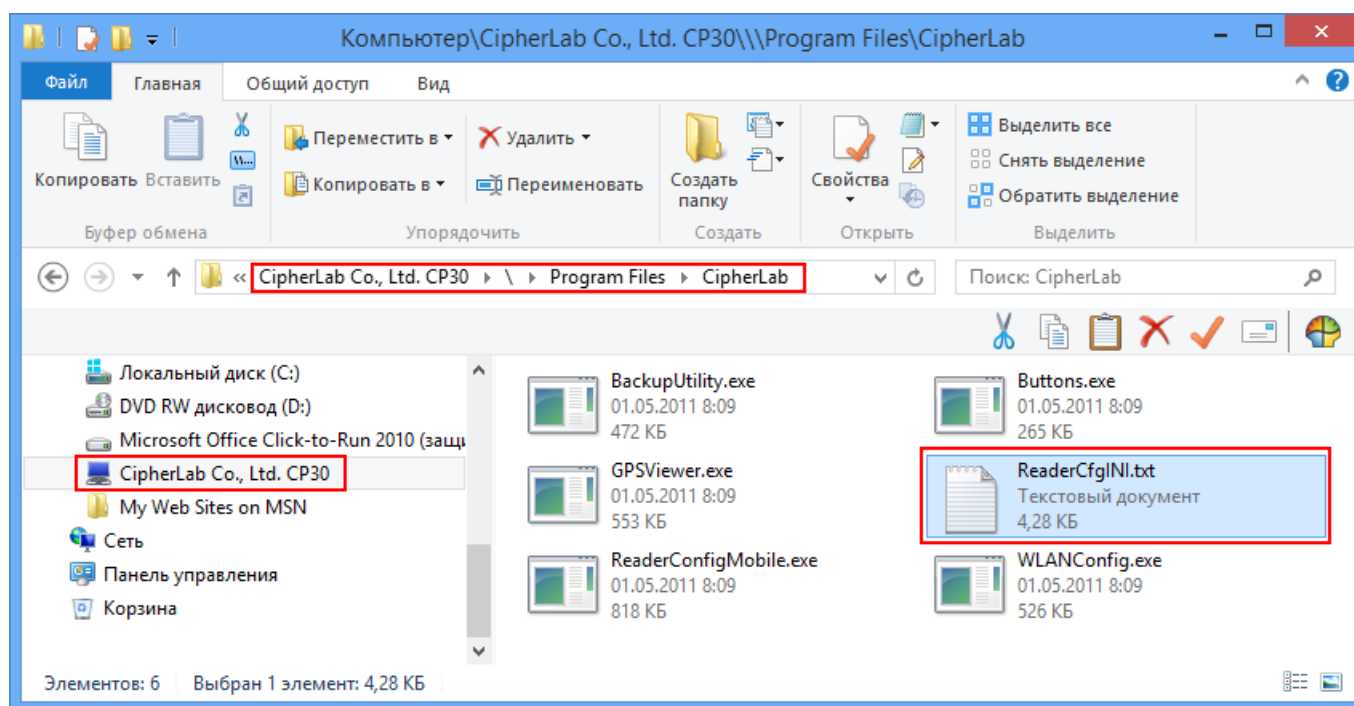 Компьютер\CipherLab Co., Ltd. CP30\\\Program Files\CipherLab
Файл Главная Общий доступ Вид
Копировать Вставить
Переместить в
Копировать в
Удалить
Переименовать
Создать папку
Свойства
Выделить все
Снять выделение
Обратить выделение
Буфер обмена Упорядочить Создать Открыть Выделить
« CipherLab Co., Ltd. CP30 \ Program Files CipherLab
Поиск: CipherLab
Локальный диск (C:)
DVD RW дисковод (D:)
Microsoft Office Click-to-Run 2010 (защи
CipherLab Co., Ltd. CP30
My Web Sites on MSN
Сеть
Панель управления
Корзина
BackupUtility.exe
01.05.2011 8:09
472 КБ
Buttons.exe
01.05.2011 8:09
265 КБ
GPSViewer.exe
01.05.2011 8:09
553 КБ
ReaderCfgINI.txt
Текстовый документ
4,28 КБ
ReaderConfigMobile.exe
01.05.2011 8:09
818 КБ
WLANConfig.exe
01.05.2011 8:09
526 КБ
Элементов: 6 Выбран 1 элемент: 4,28 КБ